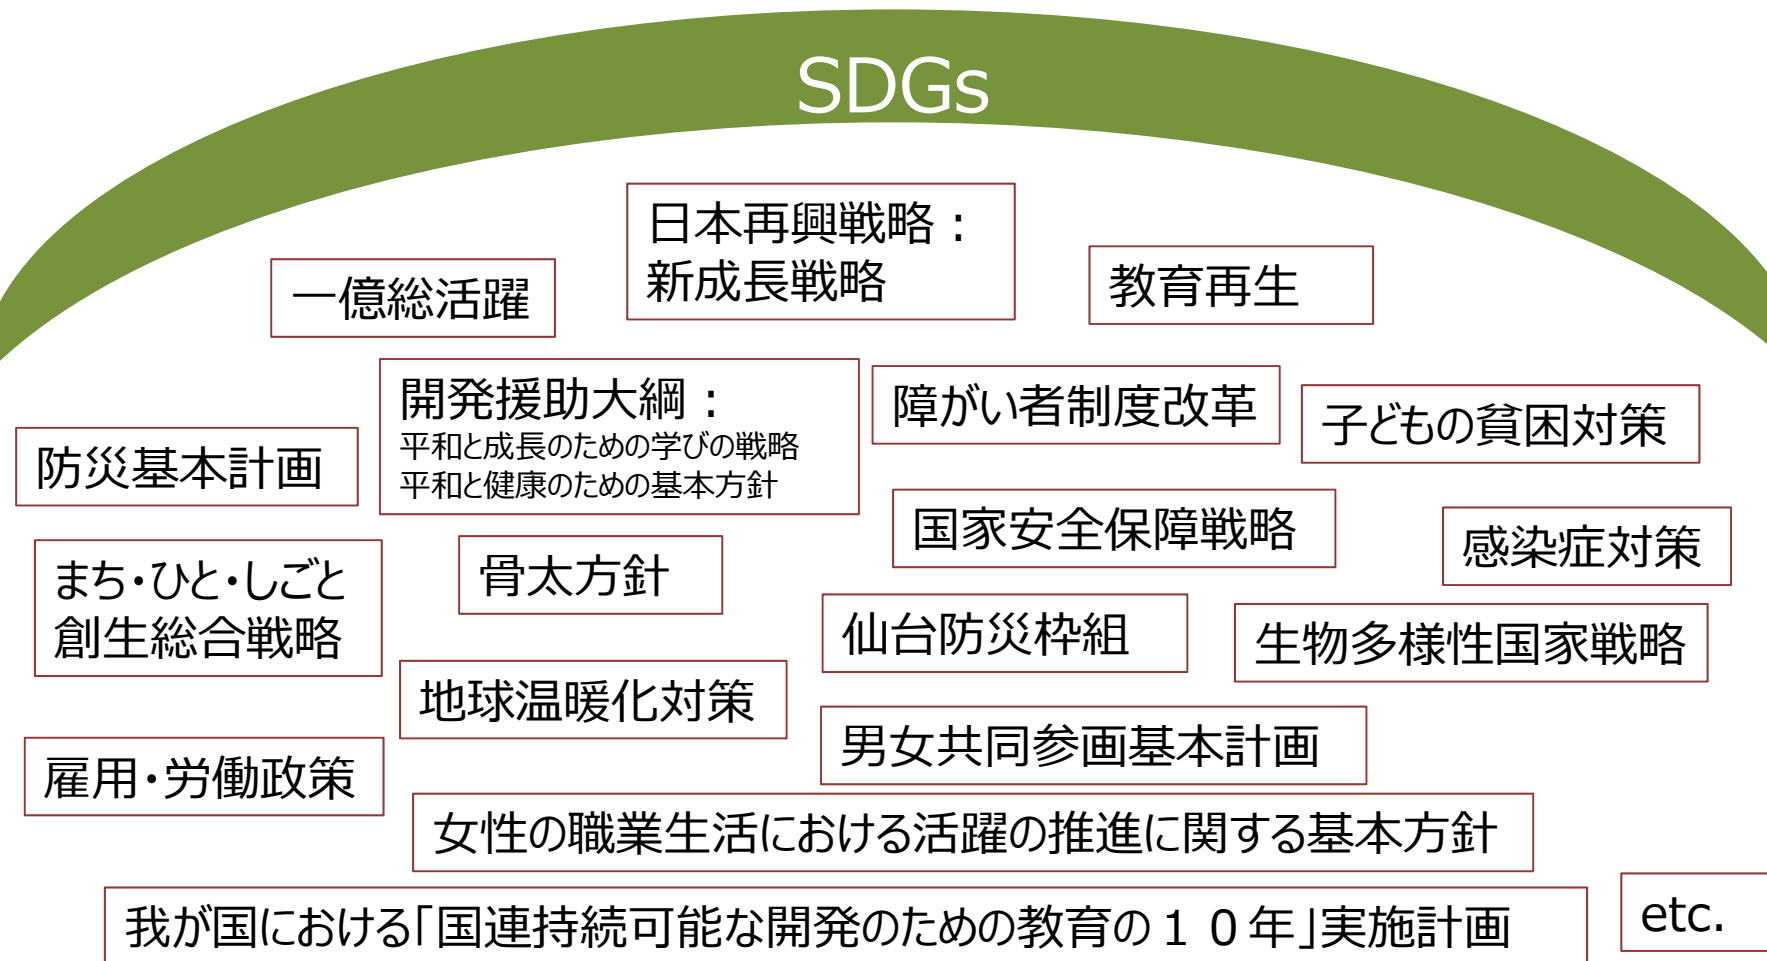 SDGs
日本再興戦略：
新成長戦略
一億総活躍
教育再生
開発援助大綱：
平和と成長のための学びの戦略
平和と健康のための基本方針
障がい者制度改革
子どもの貧困対策
防災基本計画
国家安全保障戦略
感染症対策
まち・ひと・しごと
創生総合戦略
骨太方針
仙台防災枠組
生物多様性国家戦略
地球温暖化対策
男女共同参画基本計画
雇用・労働政策
女性の職業生活における活躍の推進に関する基本方針
我が国における「国連持続可能な開発のための教育の１０年」実施計画
etc.